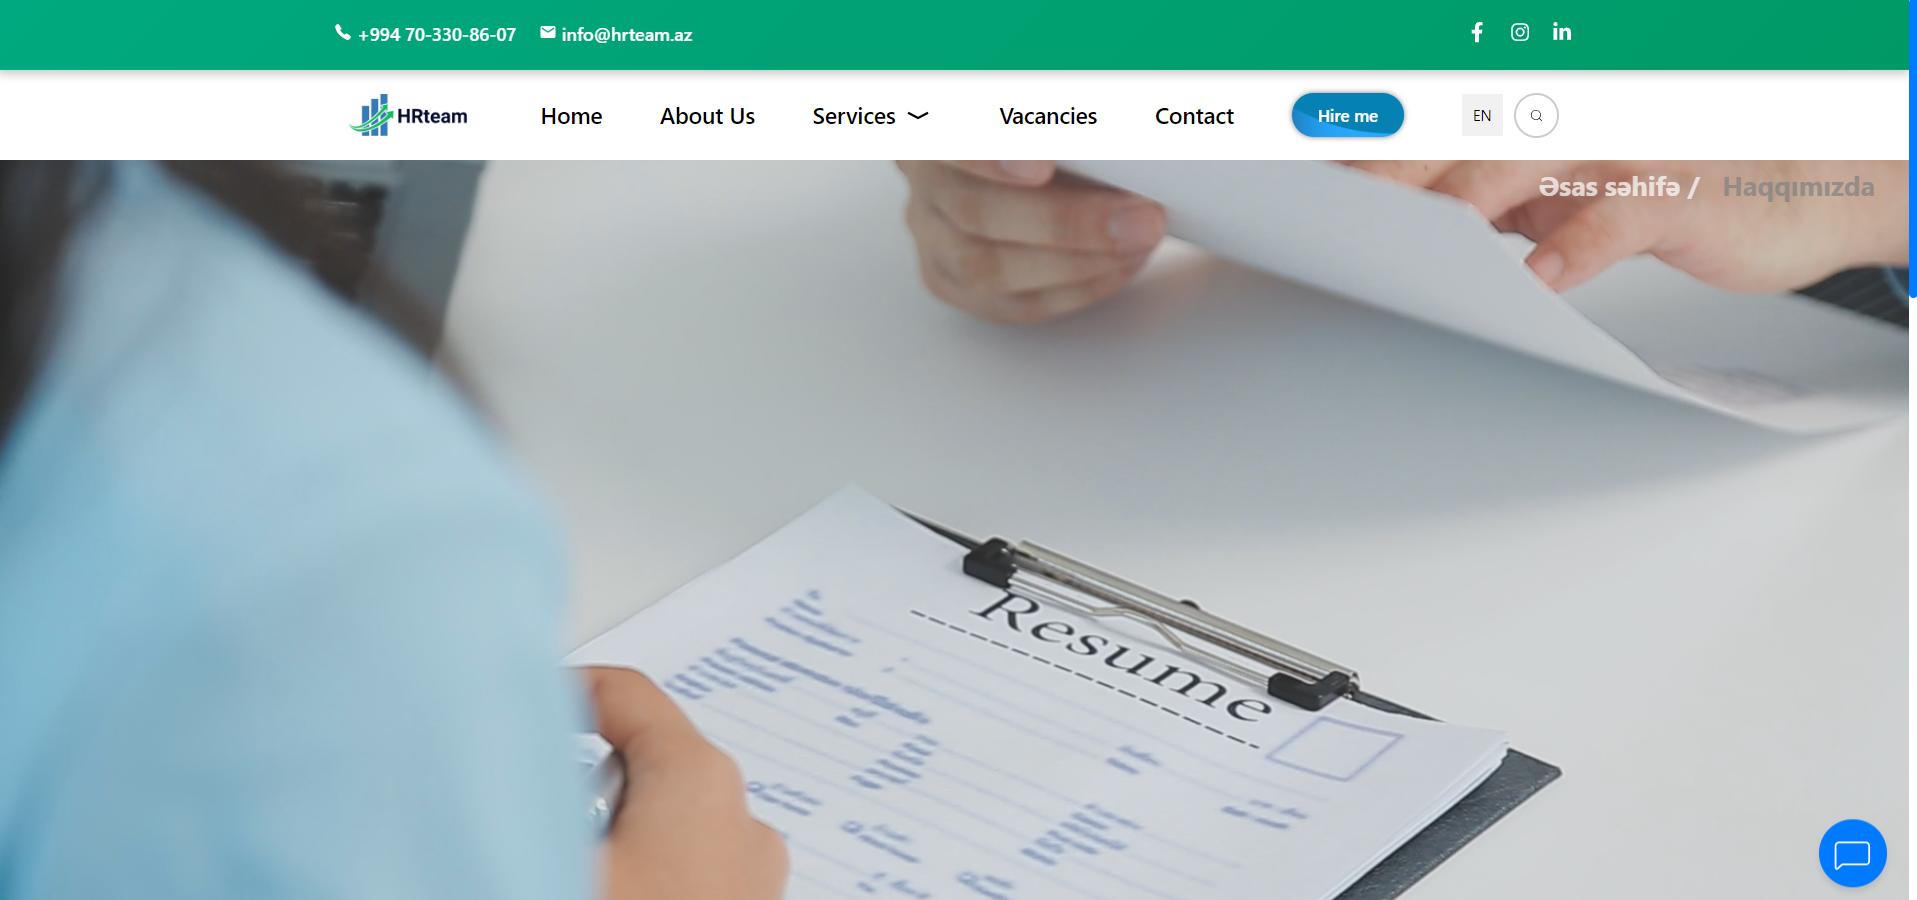 +994 70-330-86-07 info@hrteam.az
HRteam Home About Us Services Vacancies Contact Hire me EN
Əsas səhifə / Haqqımızda
Resume